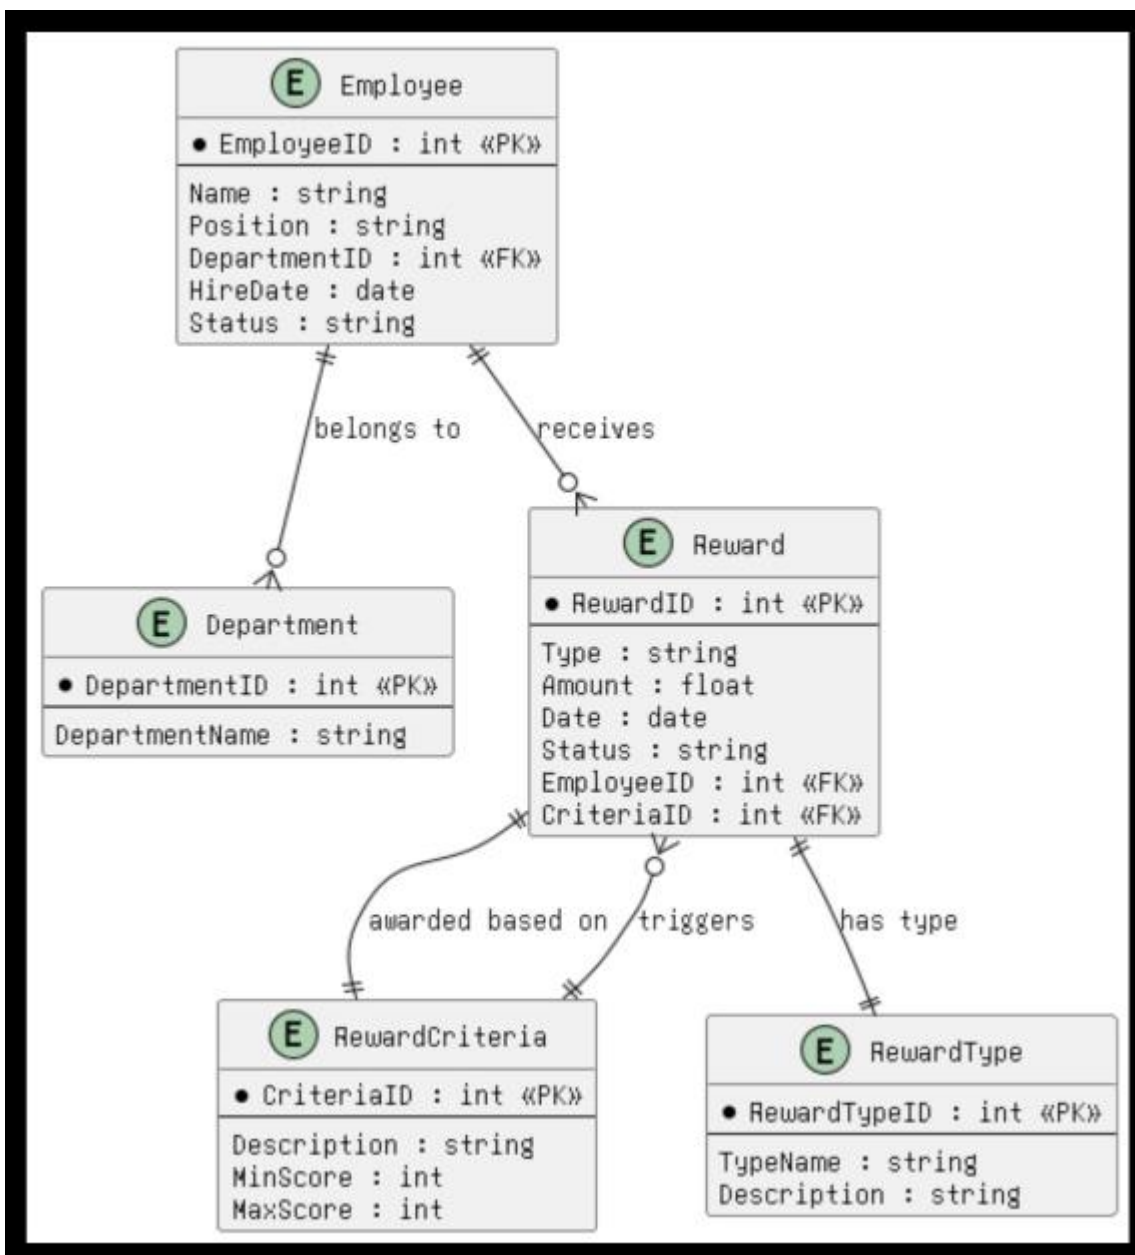 E Employee
● EmployeeID : int «PK»
Name : string
Position : string
DepartmentID : int «FK»
HireDate : date
Status : string
belongs to
receives
E Reward
● RewardID : int «PK»
Type : string
Amount : float
Date : date
Status : string
EmployeeID : int «FK»
CriteriaID : int «FK»
E Department
● DepartmentID : int «PK»
DepartmentName : string
awarded based on
triggers
has type
E RewardCriteria
● CriteriaID : int «PK»
Description : string
MinScore : int
MaxScore : int
E RewardType
● RewardTypeID : int «PK»
TypeName : string
Description : string